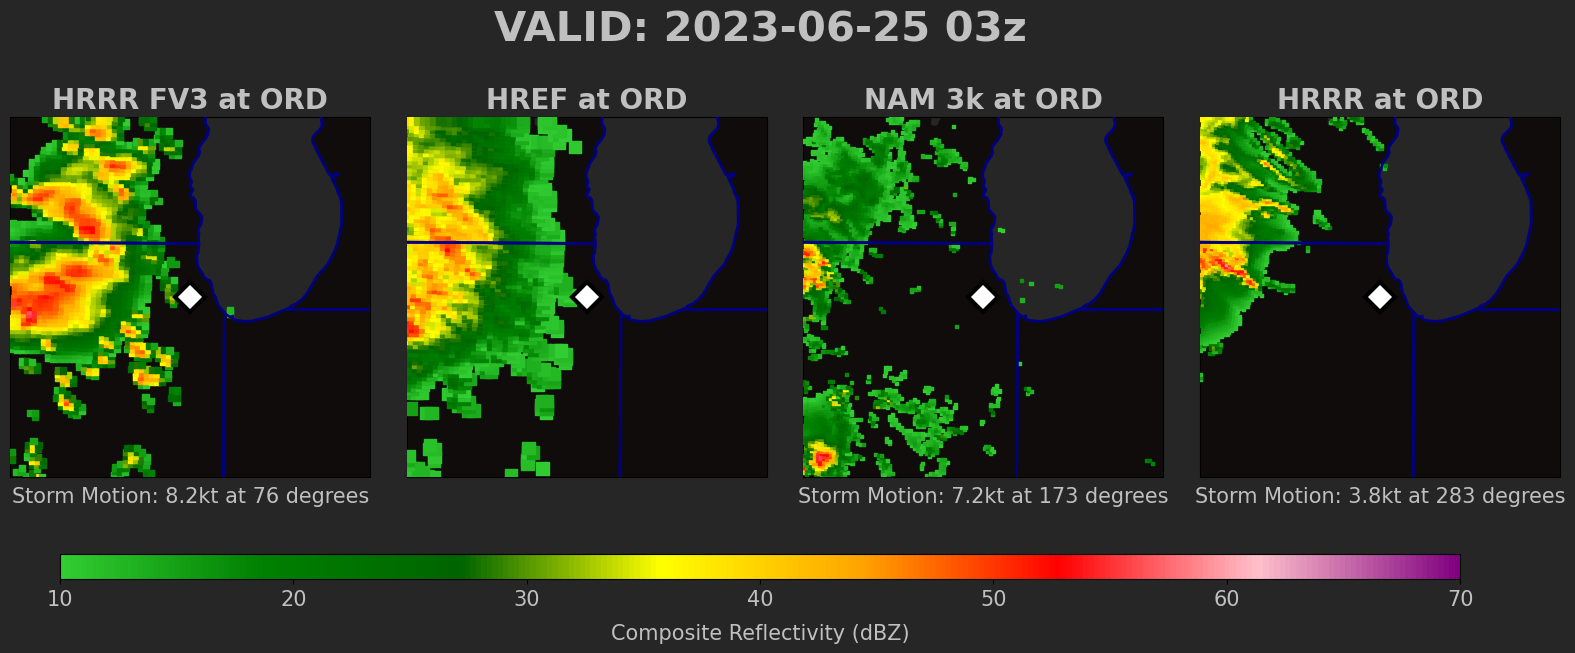 VALID: 2023-06-25 03z
HRRR FV3 at ORD
HREF at ORD
NAM 3k at ORD
HRRR at ORD
Storm Motion: 8.2kt at 76 degrees
Storm Motion: 7.2kt at 173 degrees
Storm Motion: 3.8kt at 283 degrees
10 20 30 40 50 60 70
Composite Reflectivity (dBZ)